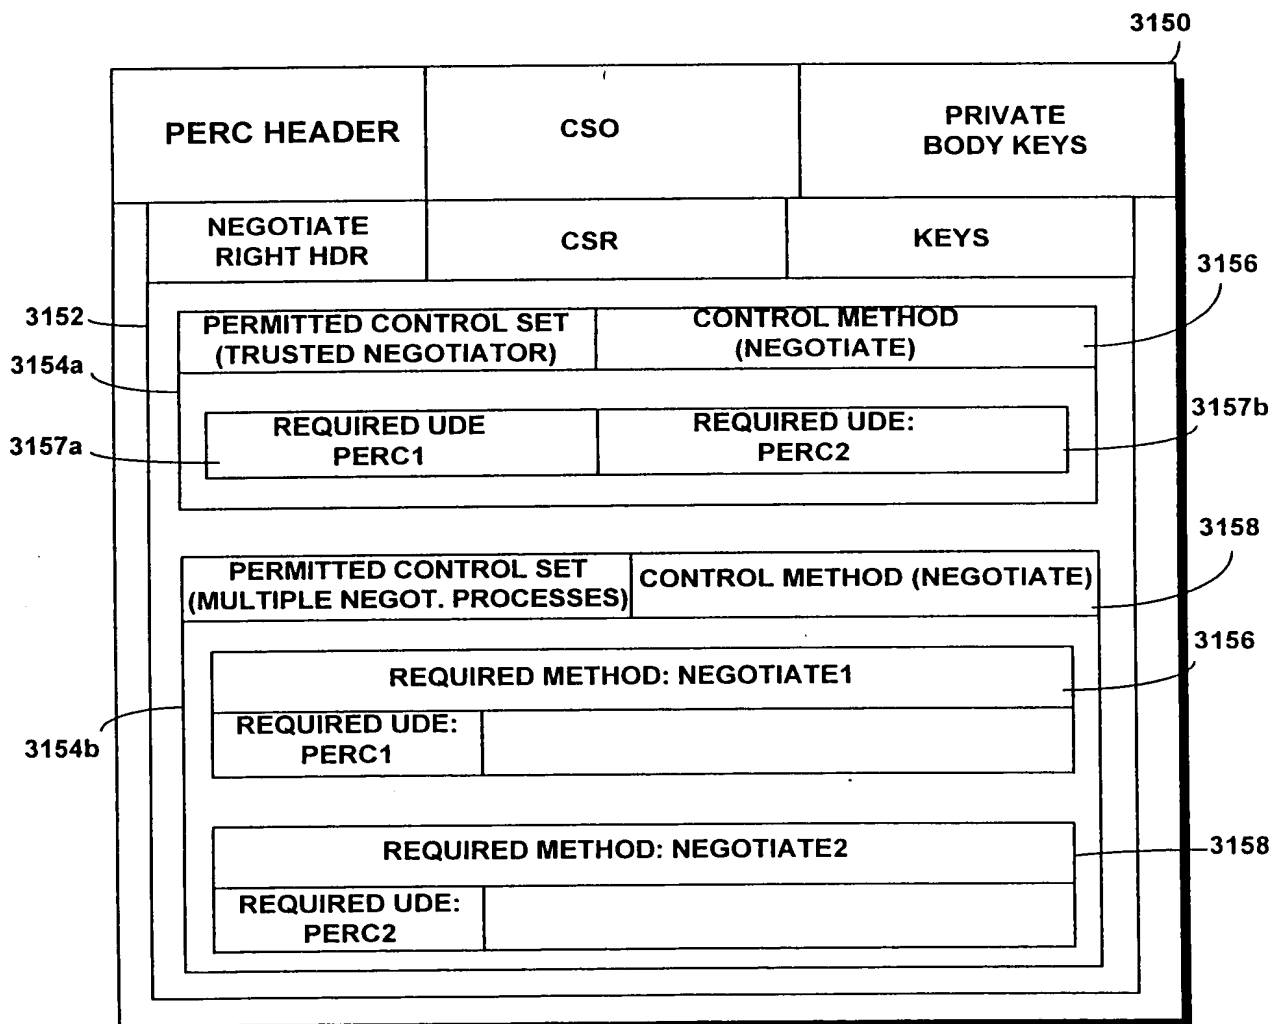 3150
PERC HEADER
CSO
PRIVATE
BODY KEYS
NEGOTIATE
RIGHT HDR
CSR
KEYS
3156
3152
PERMITTED CONTROL SET
(TRUSTED NEGOTIATOR)
CONTROL METHOD
(NEGOTIATE)
3154a
3157b
REQUIRED UDE
PERC1
REQUIRED UDE:
PERC2
3157a
3158
PERMITTED CONTROL SET
(MULTIPLE NEGOT. PROCESSES)
CONTROL METHOD (NEGOTIATE)
3156
REQUIRED METHOD: NEGOTIATE1
REQUIRED UDE:
PERC1
3154b
REQUIRED METHOD: NEGOTIATE2
3158
REQUIRED UDE:
PERC2